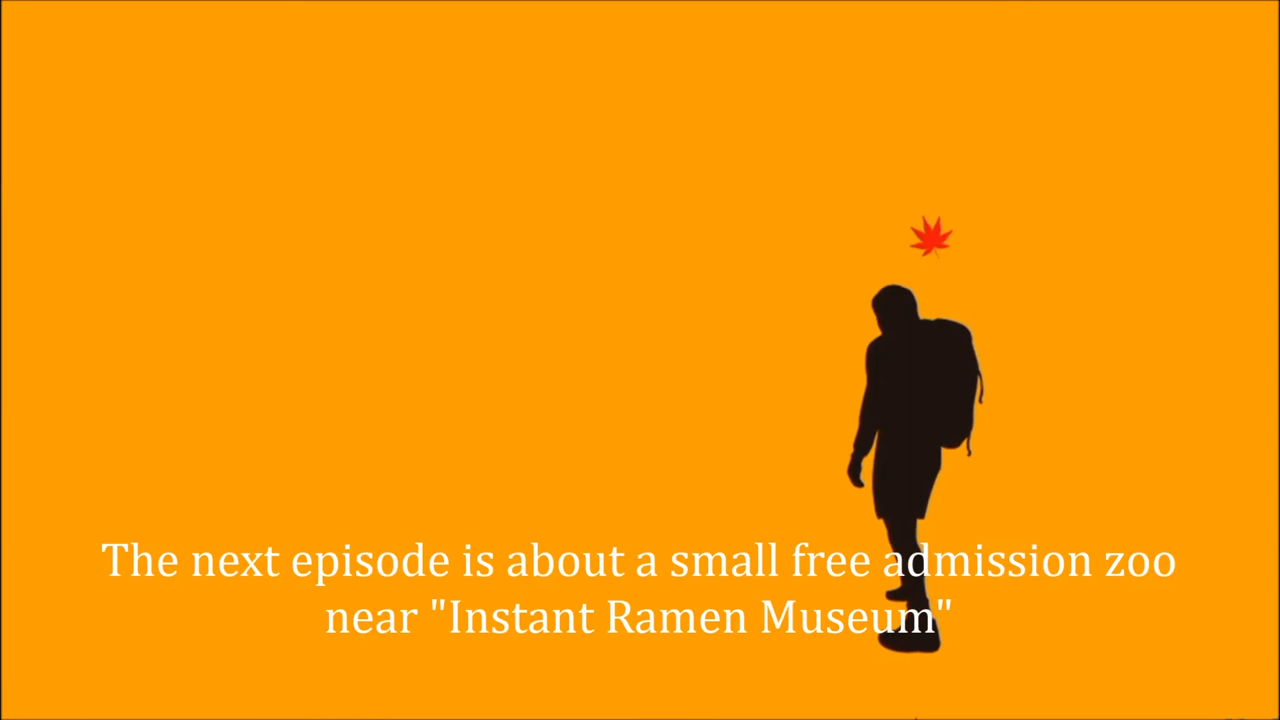 The next episode is about a small free admission zoo
near "Instant Ramen Museum"